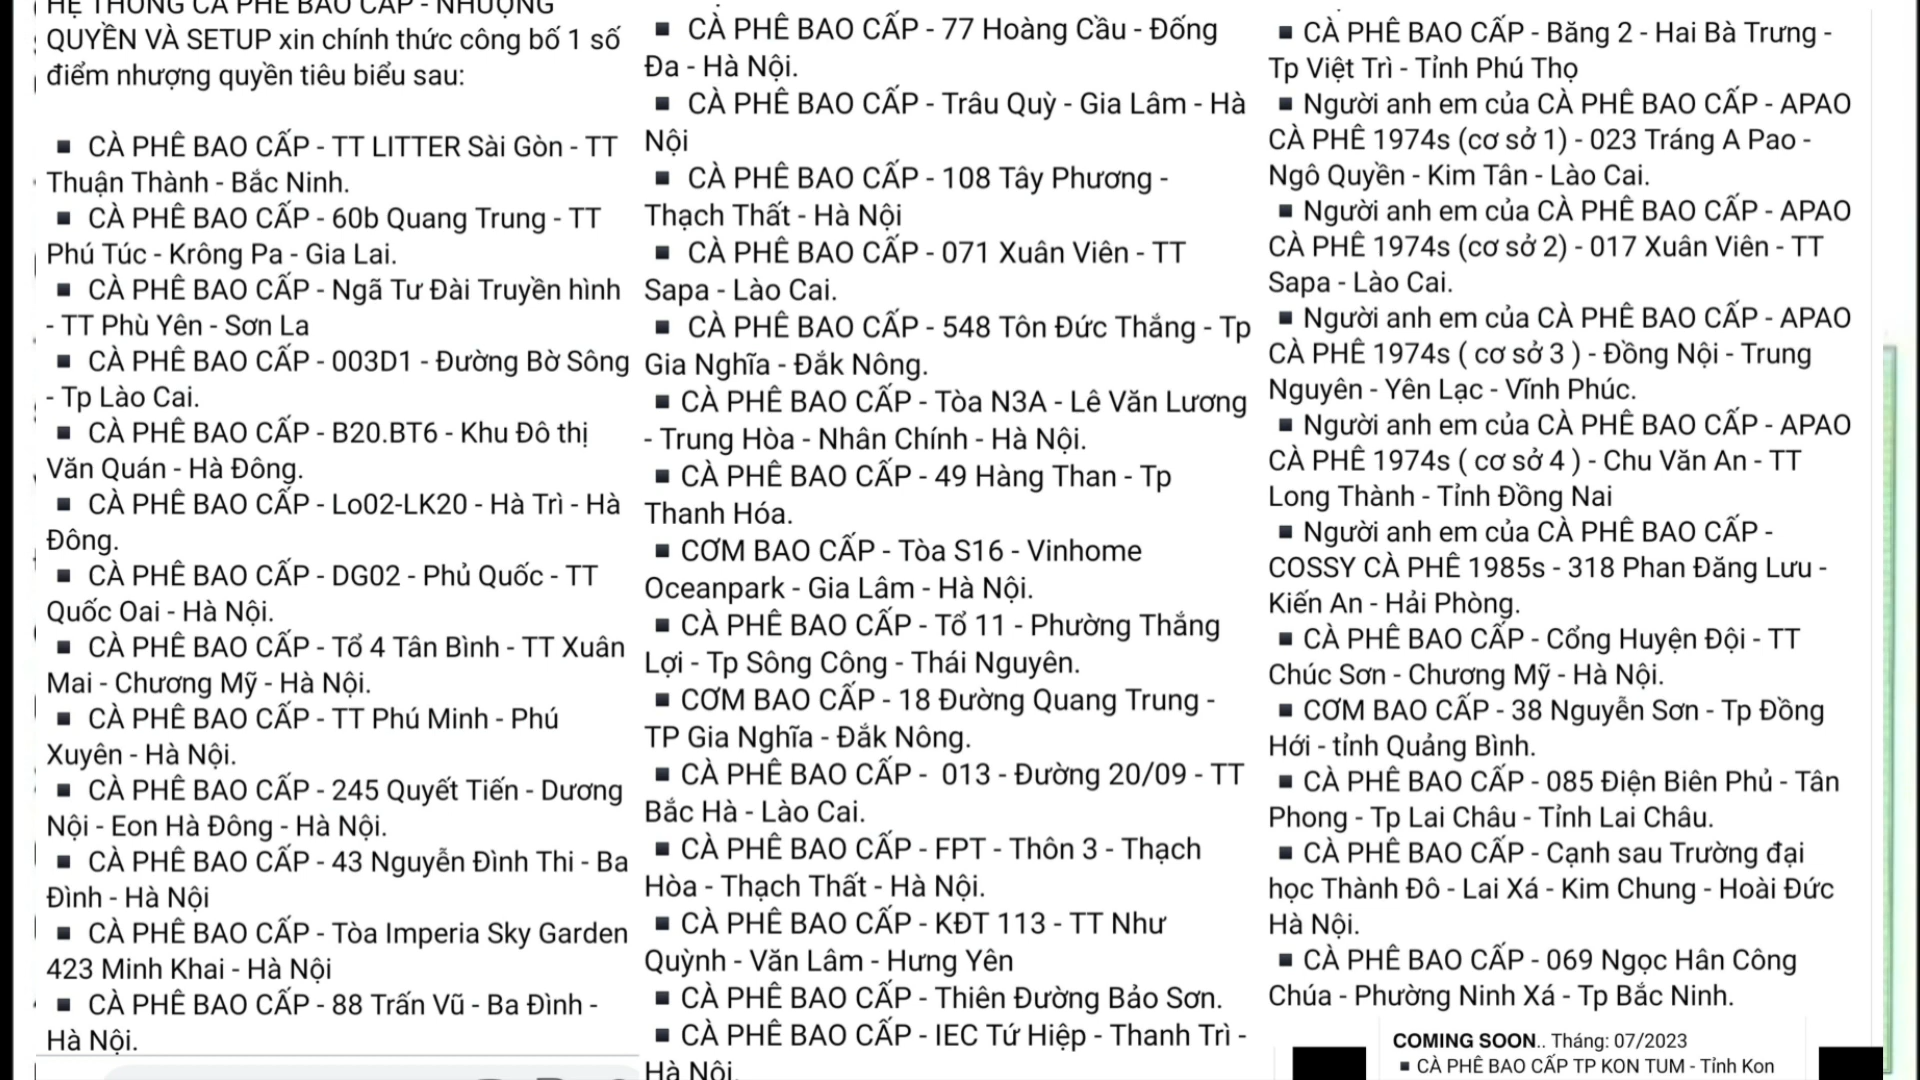 HỆ THỐNG CÀ PHÊ BAO CẤP - NHƯỢNG
QUYỀN VÀ SETUP xin chính thức công bố 1 số
điểm nhượng quyền tiêu biểu sau:
▪ CÀ PHÊ BAO CẤP - TT LITTER Sài Gòn - TT
Thuận Thành - Bắc Ninh.
▪ CÀ PHÊ BAO CẤP - 60b Quang Trung - TT
Phú Túc - Krông Pa - Gia Lai.
▪ CÀ PHÊ BAO CẤP - Ngã Tư Đài Truyền hình
- TT Phù Yên - Sơn La
▪ CÀ PHÊ BAO CẤP - 003D1 - Đường Bờ Sông
- Tp Lào Cai.
▪ CÀ PHÊ BAO CẤP - B20.BT6 - Khu Đô thị
Văn Quán - Hà Đông.
▪ CÀ PHÊ BAO CẤP - Lo02-LK20 - Hà Trì - Hà
Đông.
▪ CÀ PHÊ BAO CẤP - DG02 - Phủ Quốc - TT
Quốc Oai - Hà Nội.
▪ CÀ PHÊ BAO CẤP - Tổ 4 Tân Bình - TT Xuân
Mai - Chương Mỹ - Hà Nội.
▪ CÀ PHÊ BAO CẤP - TT Phú Minh - Phú
Xuyên - Hà Nội.
▪ CÀ PHÊ BAO CẤP - 245 Quyết Tiến - Dương
Nội - Eon Hà Đông - Hà Nội.
▪ CÀ PHÊ BAO CẤP - 43 Nguyễn Đình Thi - Ba
Đình - Hà Nội
▪ CÀ PHÊ BAO CẤP - Tòa Imperia Sky Garden
423 Minh Khai - Hà Nội
▪ CÀ PHÊ BAO CẤP - 88 Trấn Vũ - Ba Đình -
Hà Nội.
▪ CÀ PHÊ BAO CẤP - 77 Hoàng Cầu - Đống
Đa - Hà Nội.
▪ CÀ PHÊ BAO CẤP - Trâu Quỳ - Gia Lâm - Hà
Nội
▪ CÀ PHÊ BAO CẤP - 108 Tây Phương -
Thạch Thất - Hà Nội
▪ CÀ PHÊ BAO CẤP - 071 Xuân Viên - TT
Sapa - Lào Cai.
▪ CÀ PHÊ BAO CẤP - 548 Tôn Đức Thắng - Tp
Gia Nghĩa - Đắk Nông.
▪ CÀ PHÊ BAO CẤP - Tòa N3A - Lê Văn Lương
- Trung Hòa - Nhân Chính - Hà Nội.
▪ CÀ PHÊ BAO CẤP - 49 Hàng Than - Tp
Thanh Hóa.
▪ CƠM BAO CẤP - Tòa S16 - Vinhome
Oceanpark - Gia Lâm - Hà Nội.
▪ CÀ PHÊ BAO CẤP - Tổ 11 - Phường Thắng
Lợi - Tp Sông Công - Thái Nguyên.
▪ CƠM BAO CẤP - 18 Đường Quang Trung -
TP Gia Nghĩa - Đắk Nông.
▪ CÀ PHÊ BAO CẤP - 013 - Đường 20/09 - TT
Bắc Hà - Lào Cai.
▪ CÀ PHÊ BAO CẤP - FPT - Thôn 3 - Thạch
Hòa - Thạch Thất - Hà Nội.
▪ CÀ PHÊ BAO CẤP - KĐT 113 - TT Như
Quỳnh - Văn Lâm - Hưng Yên
▪ CÀ PHÊ BAO CẤP - Thiên Đường Bảo Sơn.
▪ CÀ PHÊ BAO CẤP - IEC Tứ Hiệp - Thanh Trì -
Hà Nội.
▪ CÀ PHÊ BAO CẤP - Băng 2 - Hai Bà Trưng -
Tp Việt Trì - Tỉnh Phú Thọ
▪ Người anh em của CÀ PHÊ BAO CẤP - APAO
CÀ PHÊ 1974s (cơ sở 1) - 023 Tráng A Pao -
Ngô Quyền - Kim Tân - Lào Cai.
▪ Người anh em của CÀ PHÊ BAO CẤP - APAO
CÀ PHÊ 1974s (cơ sở 2) - 017 Xuân Viên - TT
Sapa - Lào Cai.
▪ Người anh em của CÀ PHÊ BAO CẤP - APAO
CÀ PHÊ 1974s ( cơ sở 3 ) - Đồng Nội - Trung
Nguyên - Yên Lạc - Vĩnh Phúc.
▪ Người anh em của CÀ PHÊ BAO CẤP - APAO
CÀ PHÊ 1974s ( cơ sở 4 ) - Chu Văn An - TT
Long Thành - Tỉnh Đồng Nai
▪ Người anh em của CÀ PHÊ BAO CẤP -
COSSY CÀ PHÊ 1985s - 318 Phan Đăng Lưu -
Kiến An - Hải Phòng.
▪ CÀ PHÊ BAO CẤP - Cổng Huyện Đội - TT
Chúc Sơn - Chương Mỹ - Hà Nội.
▪ CƠM BAO CẤP - 38 Nguyễn Sơn - Tp Đồng
Hới - tỉnh Quảng Bình.
▪ CÀ PHÊ BAO CẤP - 085 Điện Biên Phủ - Tân
Phong - Tp Lai Châu - Tỉnh Lai Châu.
▪ CÀ PHÊ BAO CẤP - Cạnh sau Trường đại
học Thành Đô - Lai Xá - Kim Chung - Hoài Đức
Hà Nội.
▪ CÀ PHÊ BAO CẤP - 069 Ngọc Hân Công
Chúa - Phường Ninh Xá - Tp Bắc Ninh.
COMING SOON.. Tháng: 07/2023
▪ CÀ PHÊ BAO CẤP TP KON TUM - Tỉnh Kon